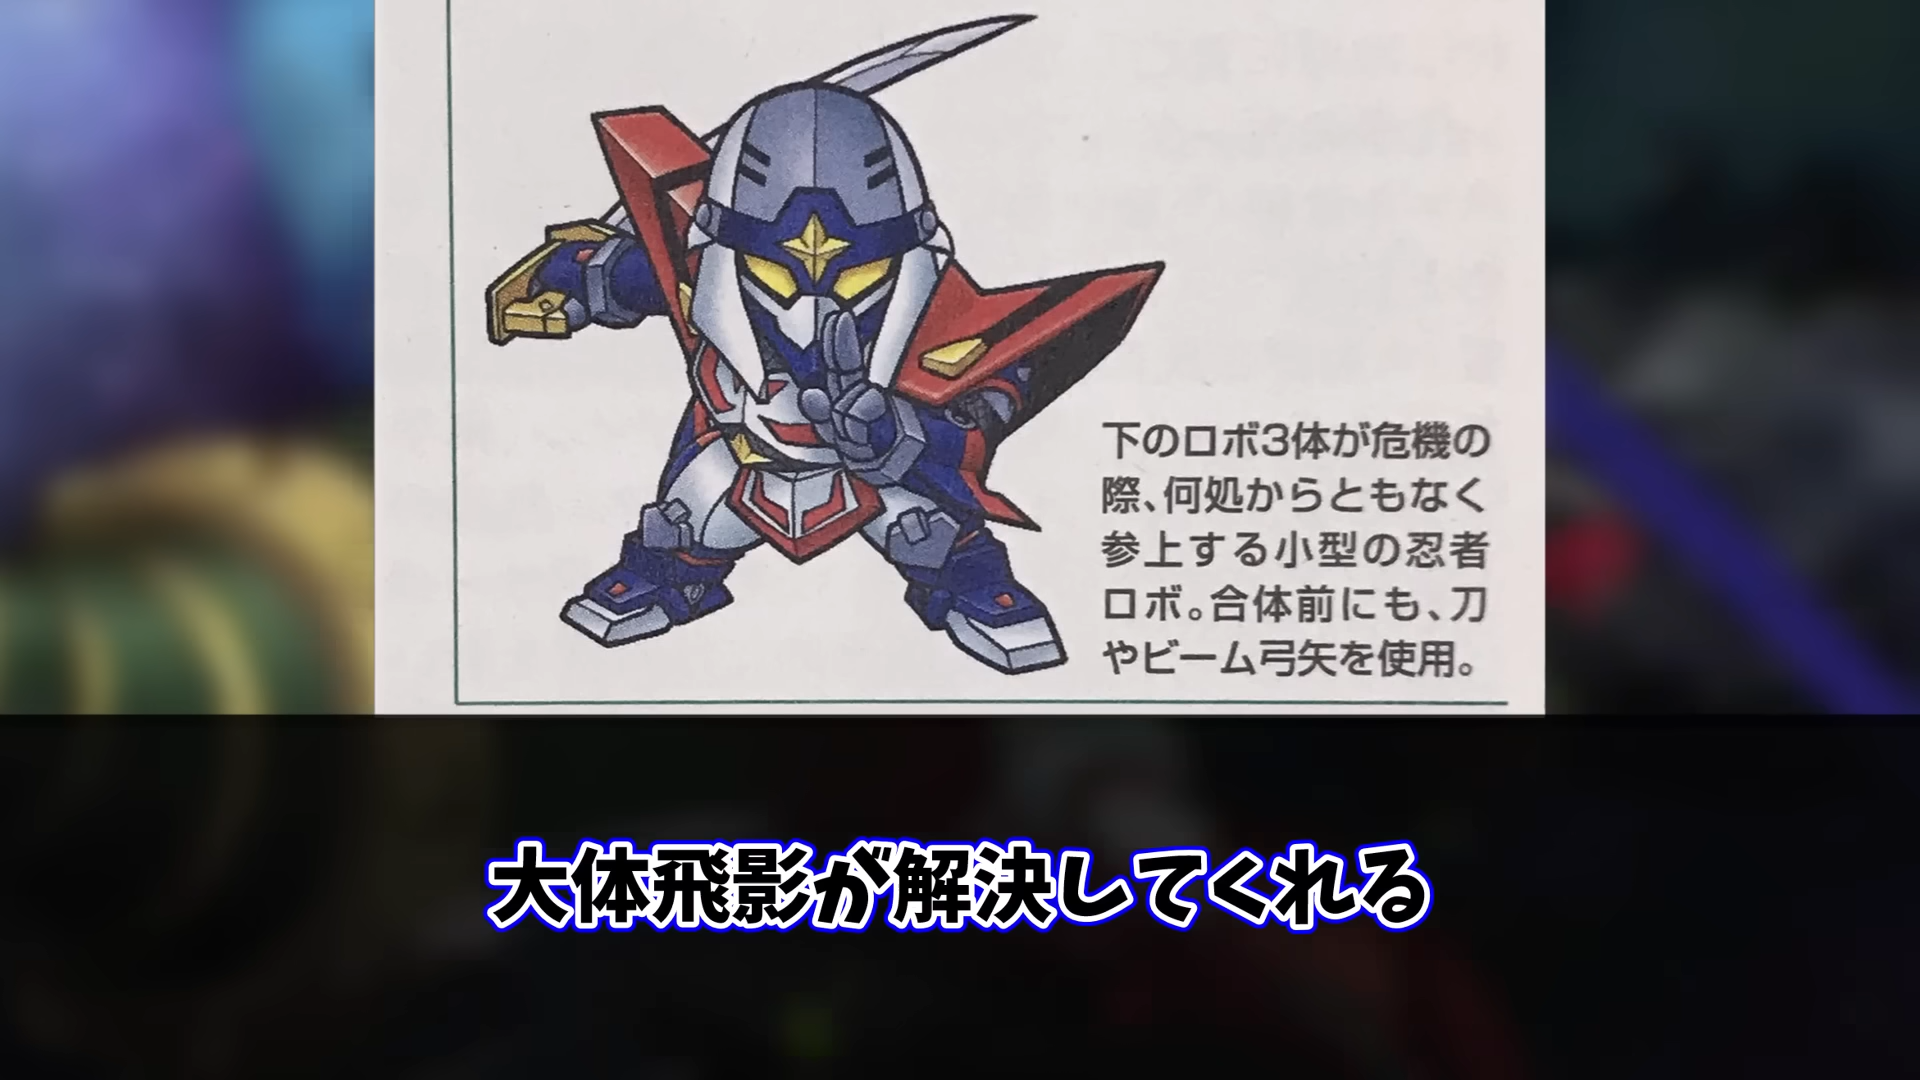 下のロボ3体が危機の
際、何処からともなく
参上する小型の忍者
ロボ。合体前にも、刀
やビーム弓矢を使用。
大体飛影が解決してくれる